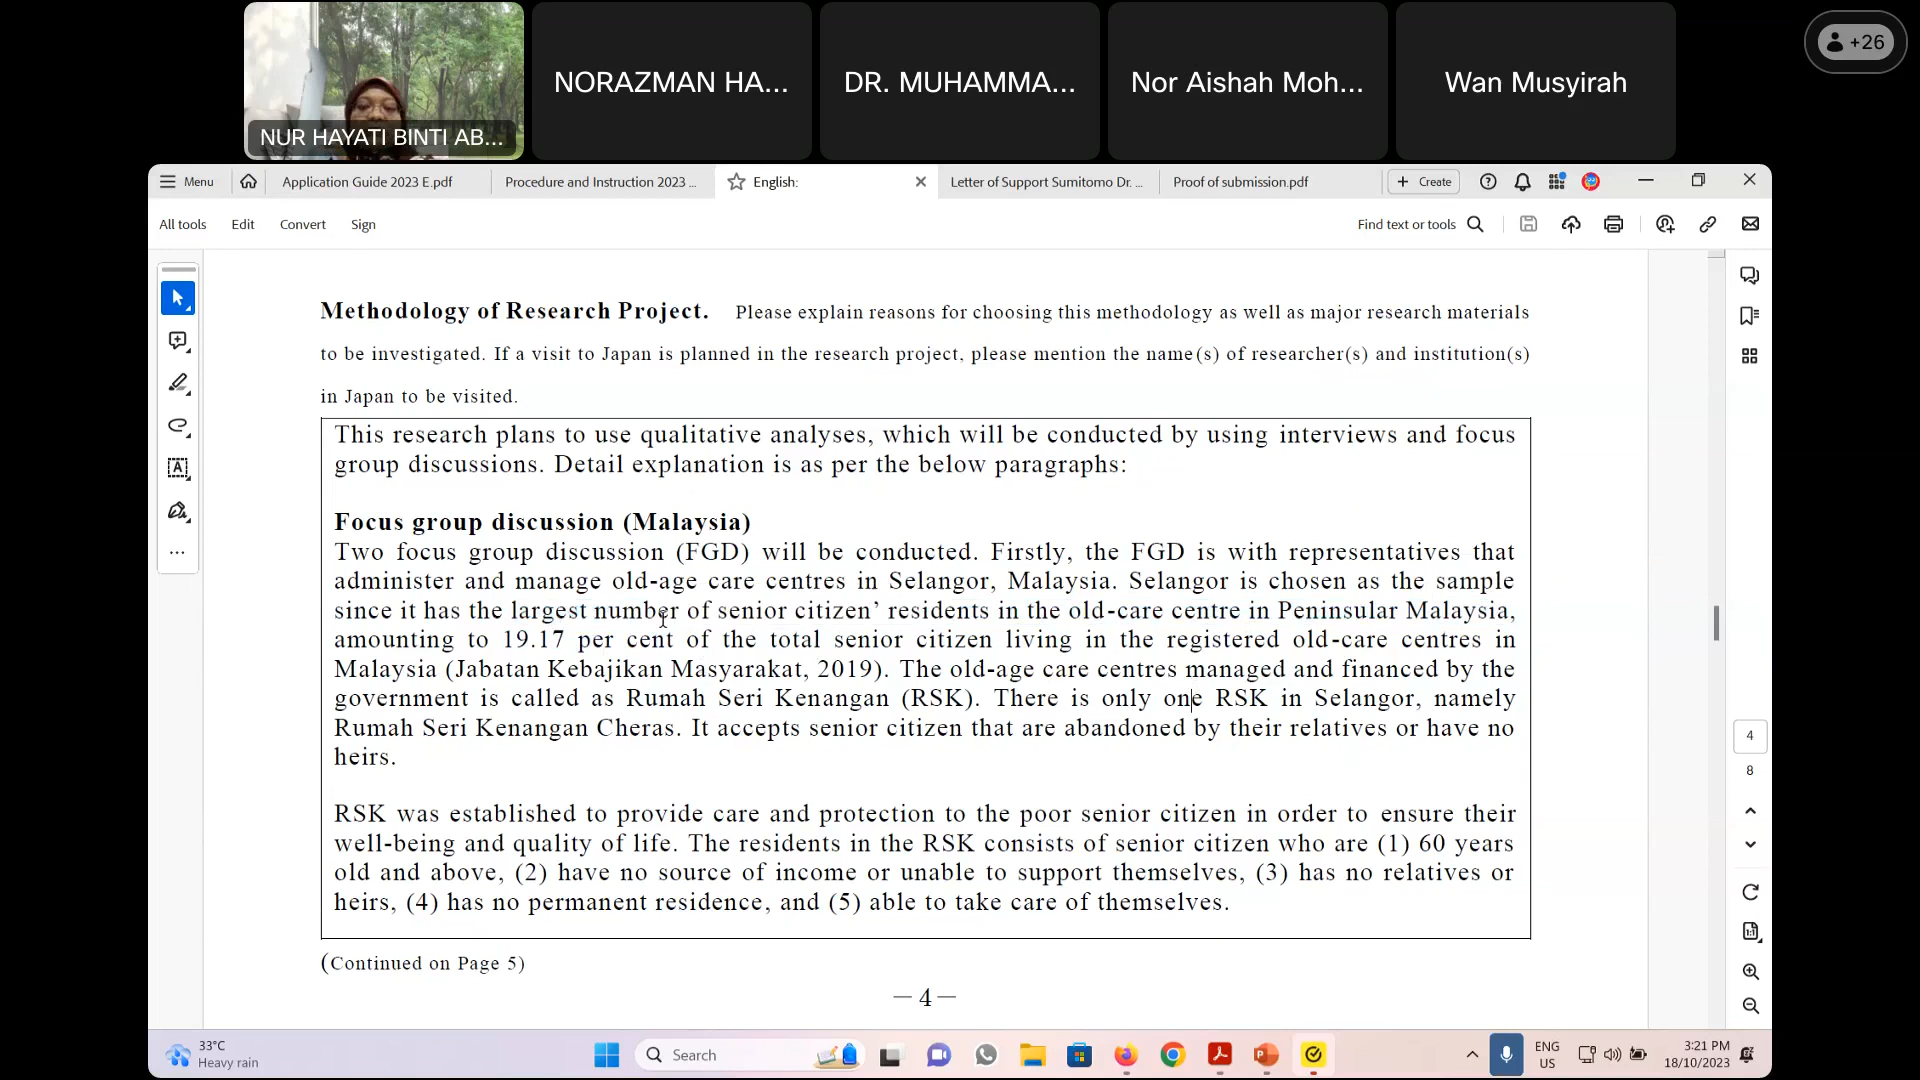 NUR HAYATI BINTI AB...
NORAZMAN HA...
DR. MUHAMMA...
Nor Aishah Moh...
Wan Musyirah
+26
Menu
Application Guide 2023 E.pdf
Procedure and Instruction 2023 ...
English:
Letter of Support Sumitomo Dr. ...
Proof of submission.pdf
+ Create
All tools
Edit
Convert
Sign
Find text or tools
Methodology of Research Project. Please explain reasons for choosing this methodology as well as major research materials
to be investigated. If a visit to Japan is planned in the research project, please mention the name(s) of researcher(s) and institution(s)
in Japan to be visited.
This research plans to use qualitative analyses, which will be conducted by using interviews and focus
group discussions. Detail explanation is as per the below paragraphs:
Focus group discussion (Malaysia)
Two focus group discussion (FGD) will be conducted. Firstly, the FGD is with representatives that
administer and manage old-age care centres in Selangor, Malaysia. Selangor is chosen as the sample
since it has the largest number of senior citizen’ residents in the old-care centre in Peninsular Malaysia,
amounting to 19.17 per cent of the total senior citizen living in the registered old-care centres in
Malaysia (Jabatan Kebajikan Masyarakat, 2019). The old-age care centres managed and financed by the
government is called as Rumah Seri Kenangan (RSK). There is only one RSK in Selangor, namely
Rumah Seri Kenangan Cheras. It accepts senior citizen that are abandoned by their relatives or have no
heirs.
RSK was established to provide care and protection to the poor senior citizen in order to ensure their
well-being and quality of life. The residents in the RSK consists of senior citizen who are (1) 60 years
old and above, (2) have no source of income or unable to support themselves, (3) has no relatives or
heirs, (4) has no permanent residence, and (5) able to take care of themselves.
(Continued on Page 5)
— 4 —
4
8
33°C
Heavy rain
Search
ENG
US
3:21 PM
18/10/2023